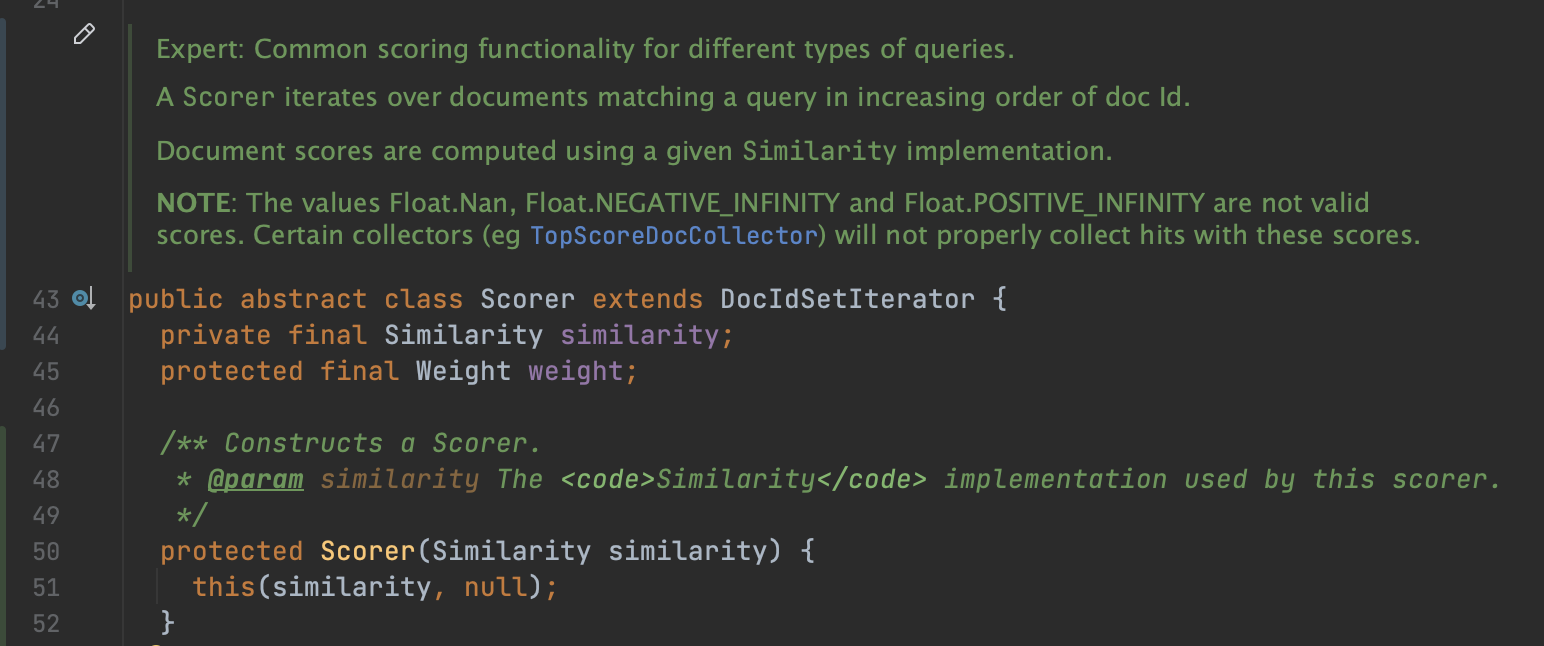 24
Expert: Common scoring functionality for different types of queries.
A Scorer iterates over documents matching a query in increasing order of doc Id.
Document scores are computed using a given Similarity implementation.
NOTE: The values Float.Nan, Float.NEGATIVE_INFINITY and Float.POSITIVE_INFINITY are not valid
scores. Certain collectors (eg TopScoreDocCollector) will not properly collect hits with these scores.
43 public abstract class Scorer extends DocIdSetIterator {
44 private final Similarity similarity;
45 protected final Weight weight;
46
47 /** Constructs a Scorer.
48 * @param similarity The <code>Similarity</code> implementation used by this scorer.
49 */
50 protected Scorer(Similarity similarity) {
51 this(similarity, null);
52 }